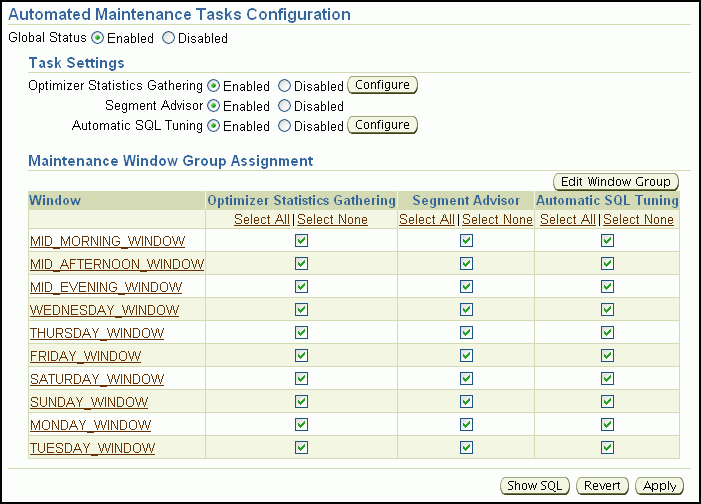 Automated Maintenance Tasks Configuration
Global Status Enabled Disabled
Task Settings
Optimizer Statistics Gathering Enabled Disabled Configure
Segment Advisor Enabled Disabled
Automatic SQL Tuning Enabled Disabled Configure
Maintenance Window Group Assignment
Edit Window Group
Window Optimizer Statistics Gathering Segment Advisor Automatic SQL Tuning
Select All|Select None Select All|Select None Select All|Select None
MID_MORNING_WINDOW
MID_AFTERNOON_WINDOW
MID_EVENING_WINDOW
WEDNESDAY_WINDOW
THURSDAY_WINDOW
FRIDAY_WINDOW
SATURDAY_WINDOW
SUNDAY_WINDOW
MONDAY_WINDOW
TUESDAY_WINDOW
Show SQL Revert Apply